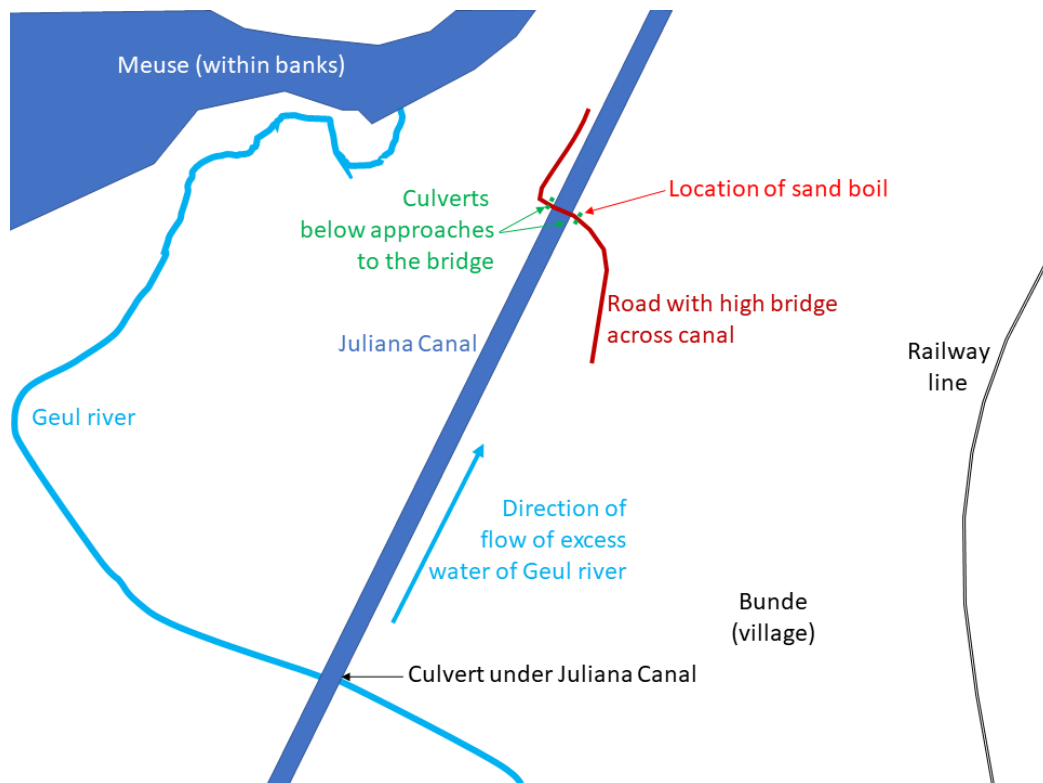 Meuse (within banks)
Culverts
below approaches
to the bridge
Location of sand boil
Road with high bridge
across canal
Juliana Canal
Railway
line
Geul river
Direction of
flow of excess
water of Geul river
Bunde
(village)
Culvert under Juliana Canal